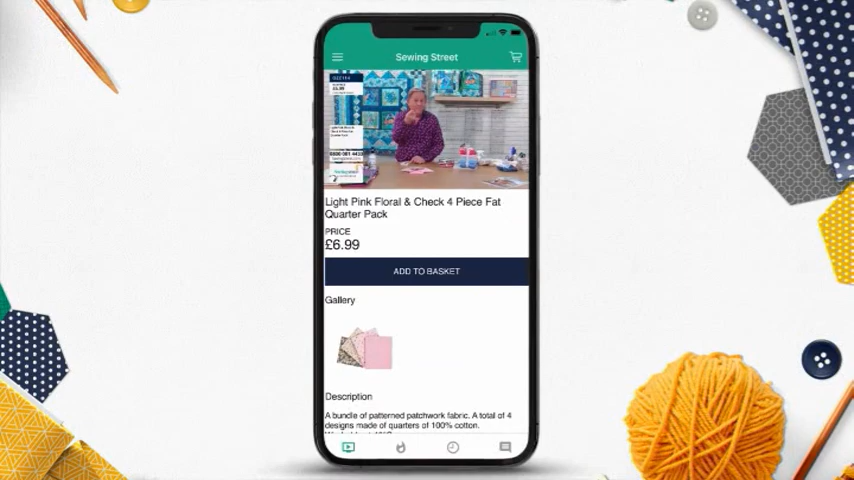 Sewing Street
Light Pink Floral & Check 4 Piece Fat
Quarter Pack
PRICE
£6.99
ADD TO BASKET
Gallery
Description
A bundle of patterned patchwork fabric. A total of 4
designs made of quarters of 100% cotton.